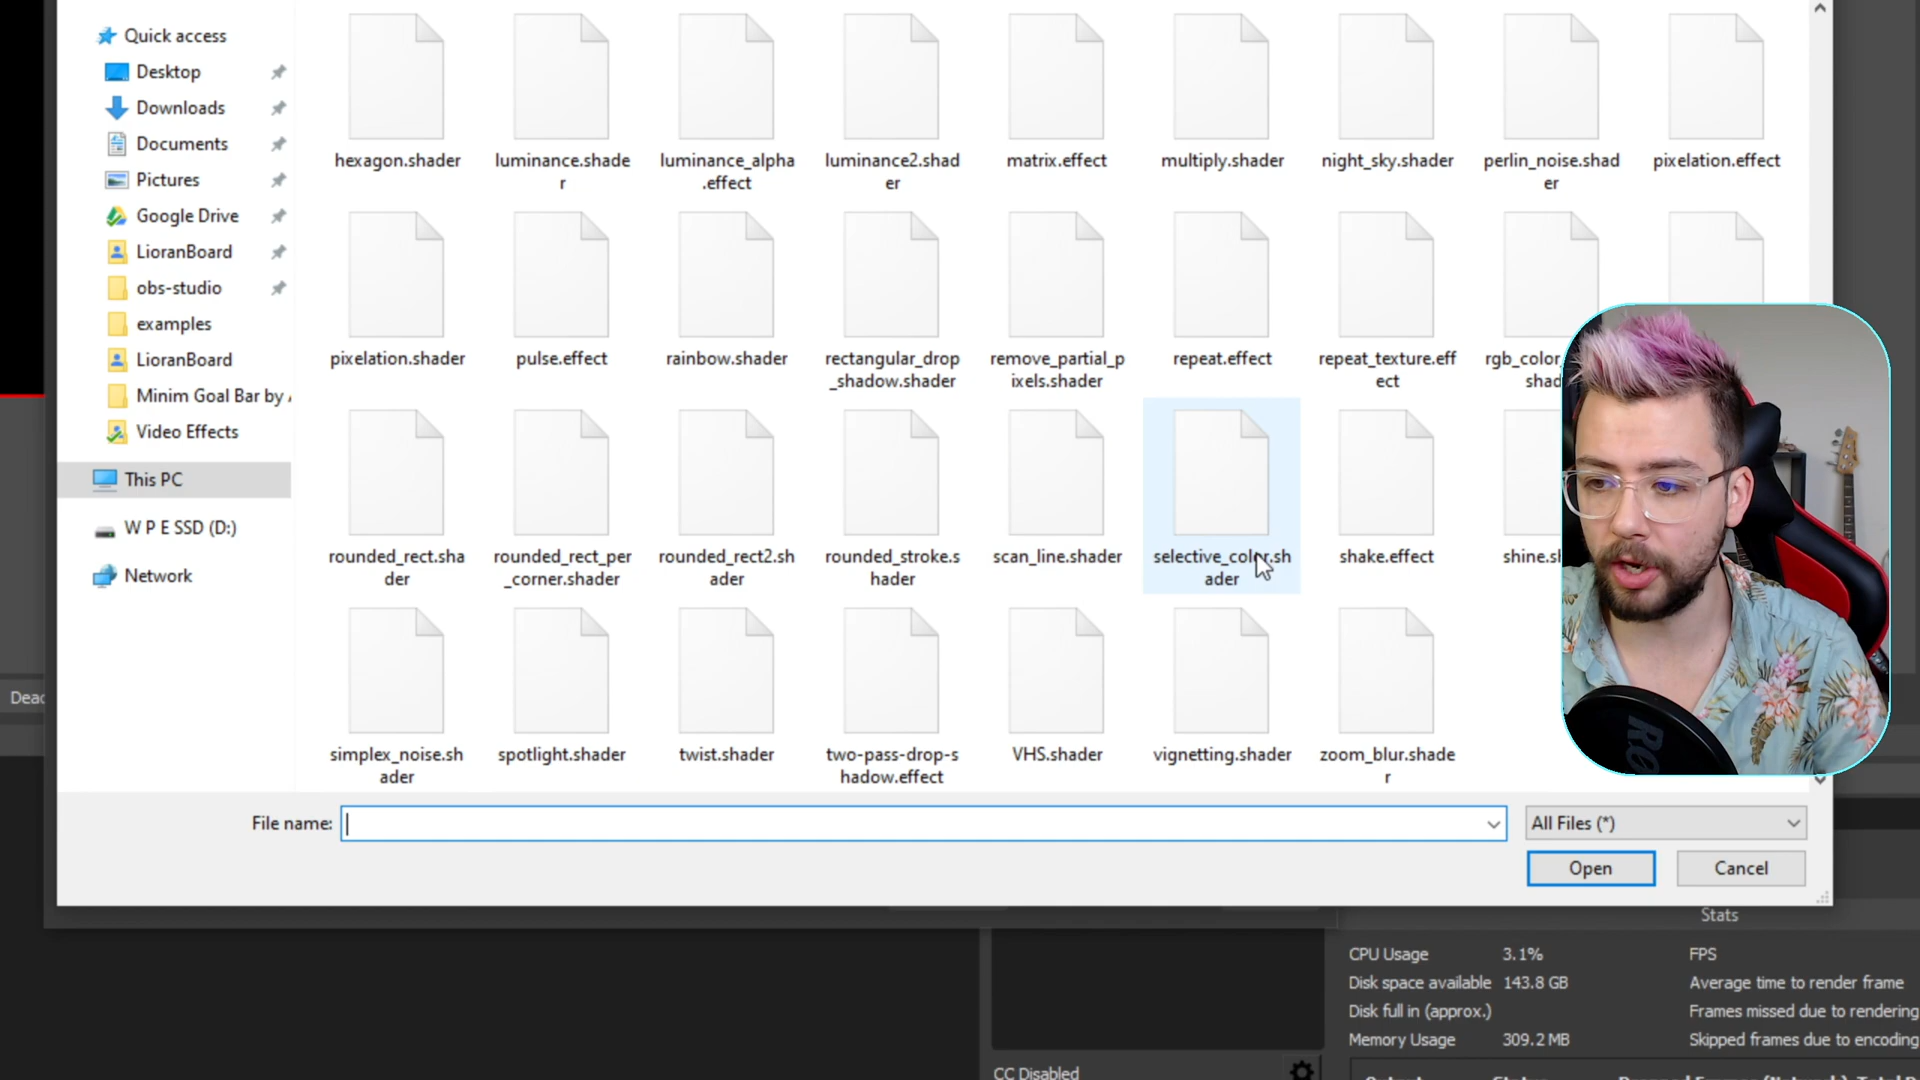 Quick access
Desktop
Downloads
Documents
Pictures
Google Drive
LioranBoard
obs-studio
examples
LioranBoard
Minim Goal Bar by
Video Effects
This PC
W P E SSD (D:)
Network
hexagon.shader
luminance.shade
r
luminance_alpha
.effect
luminance2.shad
er
matrix.effect
multiply.shader
night_sky.shader
perlin_noise.shad
er
pixelation.effect
pixelation.shader
pulse.effect
rainbow.shader
rectangular_drop
_shadow.shader
remove_partial_p
ixels.shader
repeat.effect
repeat_texture.eff
ect
rgb_color
shad
rounded_rect.sha
der
rounded_rect_per
_corner.shader
rounded_rect2.sh
ader
rounded_stroke.s
hader
scan_line.shader
selective_color.sh
ader
shake.effect
shine.sh
simplex_noise.sh
ader
spotlight.shader
twist.shader
two-pass-drop-s
hadow.effect
VHS.shader
vignetting.shader
zoom_blur.shade
r
File name:
All Files (*)
Open
Cancel
Stats
CPU Usage 3.1% FPS
Disk space available 143.8 GB Average time to render frame
Disk full in (approx.) Frames missed due to rendering
Memory Usage 309.2 MB Skipped frames due to encoding
CC Disabled